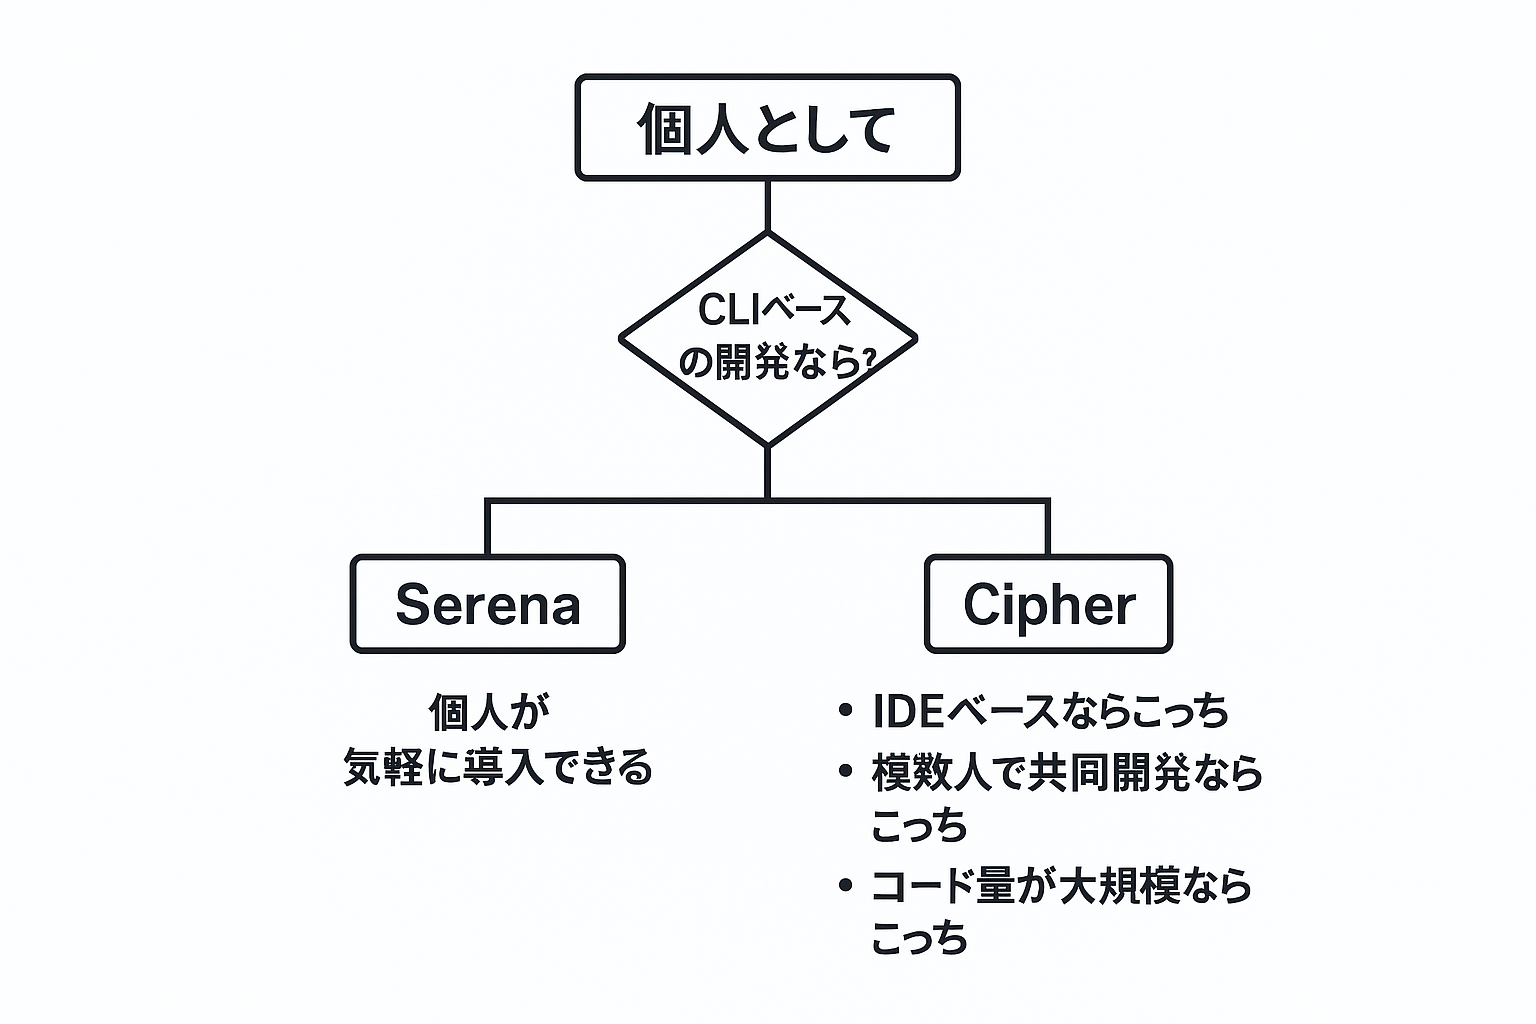 個人として
CLIベース
の開発なら?
Serena
Cipher
個人が
気軽に導入できる
• IDEベースならこっち
• 模数人で共同開発なら
こっち
• コード量が大規模なら
こっち